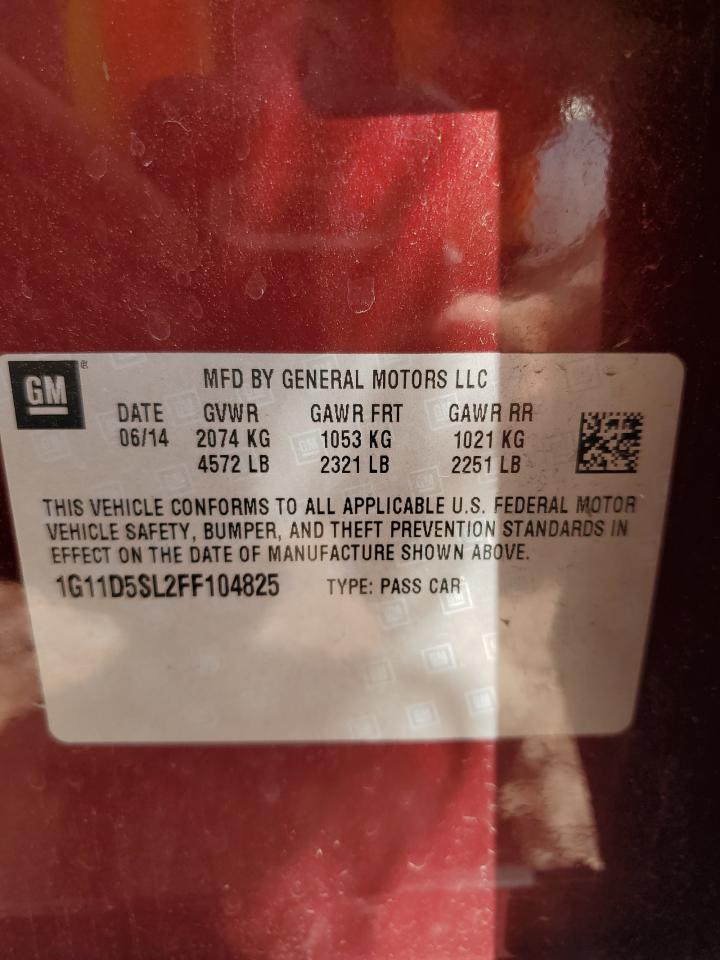 GM
MFD BY GENERAL MOTORS LLC
DATE GVWR GAWR FRT GAWR RR
06/14 2074 KG 1053 KG 1021 KG
4572 LB 2321 LB 2251 LB
THIS VEHICLE CONFORMS TO ALL APPLICABLE U.S. FEDERAL MOTOR
VEHICLE SAFETY, BUMPER, AND THEFT PREVENTION STANDARDS IN
EFFECT ON THE DATE OF MANUFACTURE SHOWN ABOVE.
1G11D5SL2FF104825 TYPE: PASS CAR